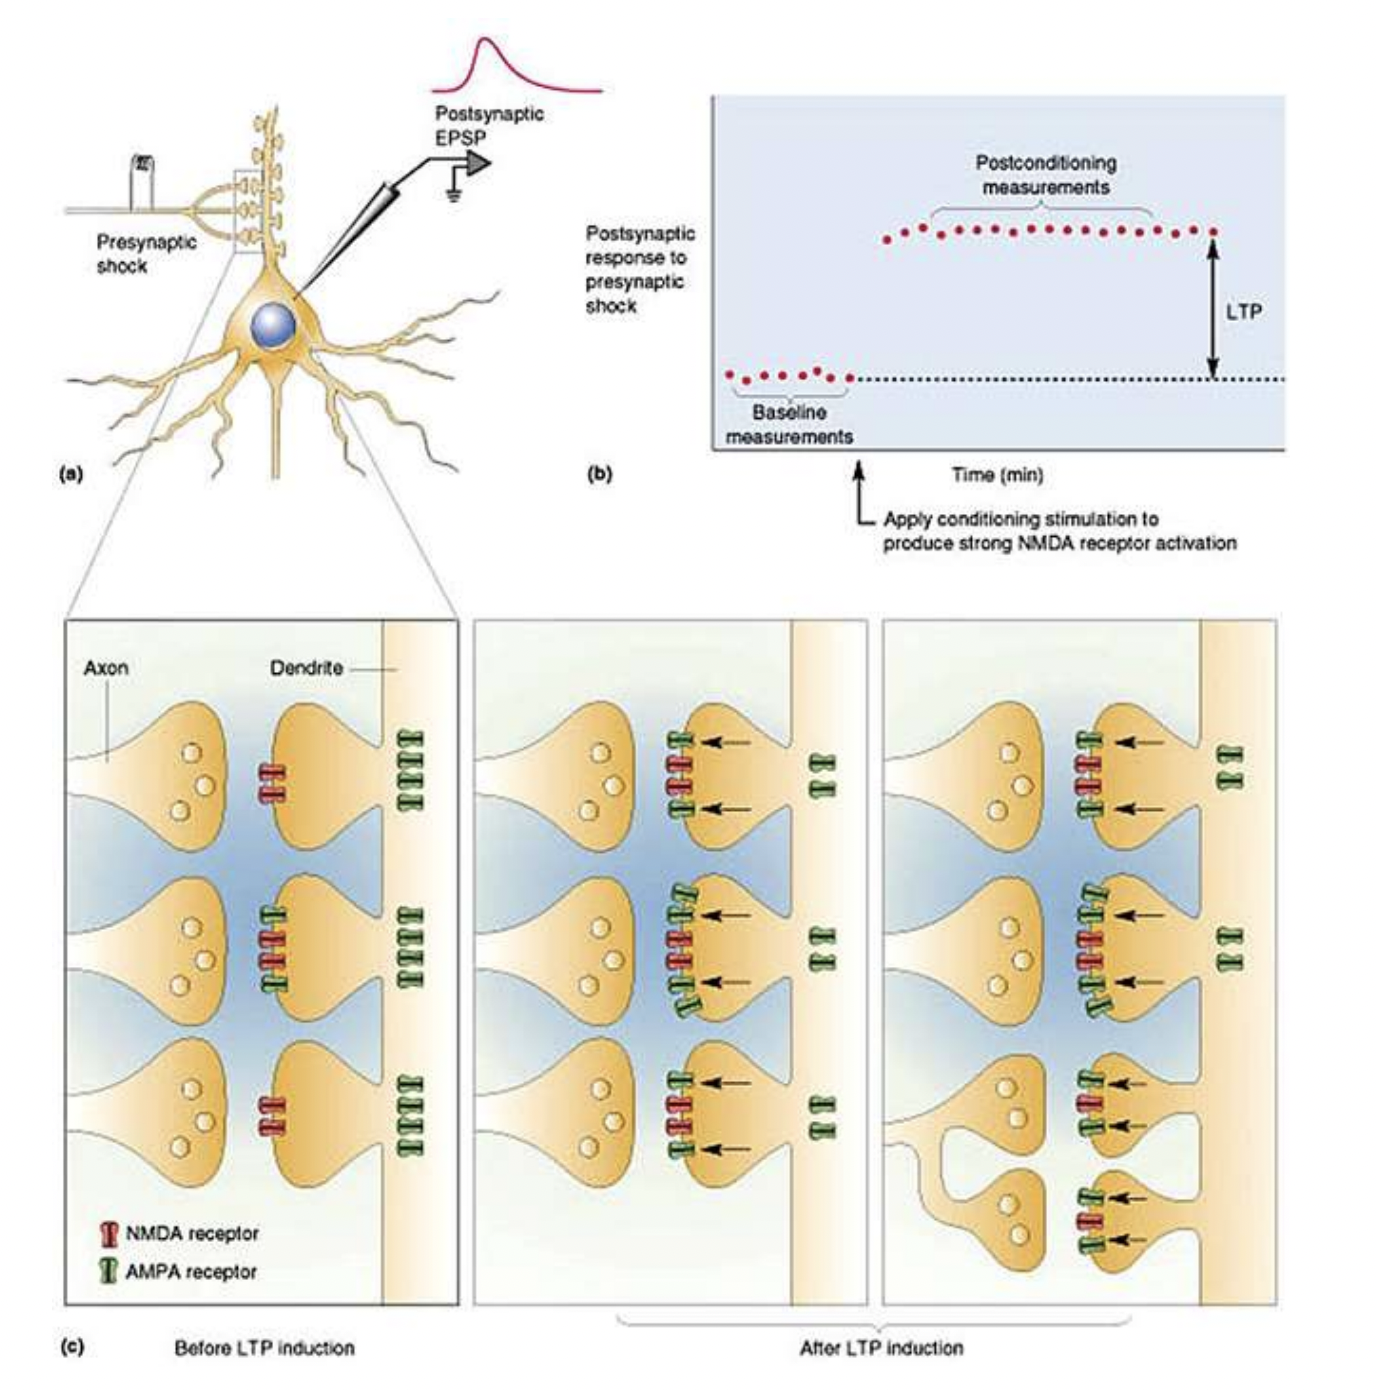 Postsynaptic
EPSP
Presynaptic
shock
(a)
Postsynaptic
response to
presynaptic
shock
Postconditioning
measurements
LTP
Baseline
measurements
(b)
Time (min)
Apply conditioning stimulation to
produce strong NMDA receptor activation
Axon
Dendrite
NMDA receptor
AMPA receptor
(c)
Before LTP induction
After LTP induction